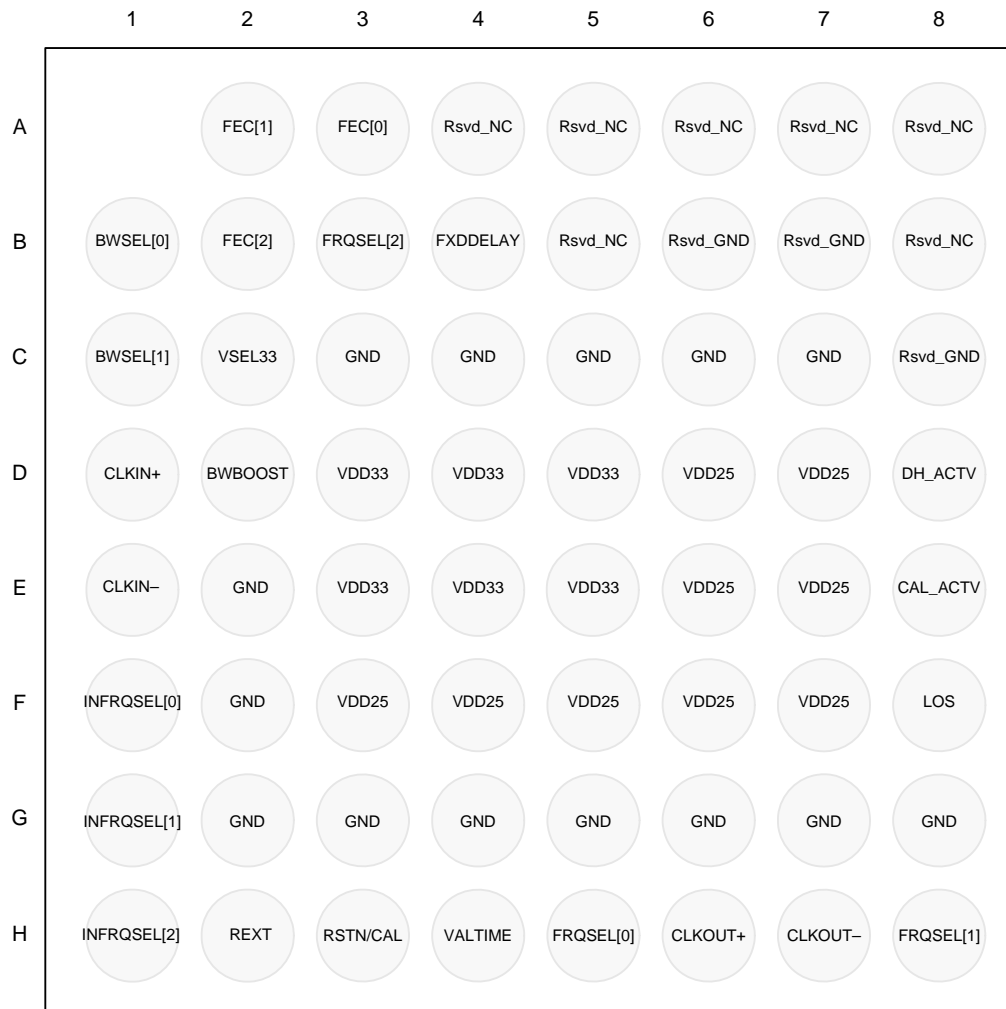 1 2 3 4 5 6 7 8
A FEC[1] FEC[0] Rsvd_NC Rsvd_NC Rsvd_NC Rsvd_NC Rsvd_NC
B BWSEL[0] FEC[2] FRQSEL[2] FXDDELAY Rsvd_NC Rsvd_GND Rsvd_GND Rsvd_NC
C BWSEL[1] VSEL33 GND GND GND GND GND Rsvd_GND
D CLKIN+ BWBOOST VDD33 VDD33 VDD33 VDD25 VDD25 DH_ACTV
E CLKIN– GND VDD33 VDD33 VDD33 VDD25 VDD25 CAL_ACTV
F INFRQSEL[0] GND VDD25 VDD25 VDD25 VDD25 VDD25 LOS
G INFRQSEL[1] GND GND GND GND GND GND GND
H INFRQSEL[2] REXT RSTN/CAL VALTIME FRQSEL[0] CLKOUT+ CLKOUT– FRQSEL[1]